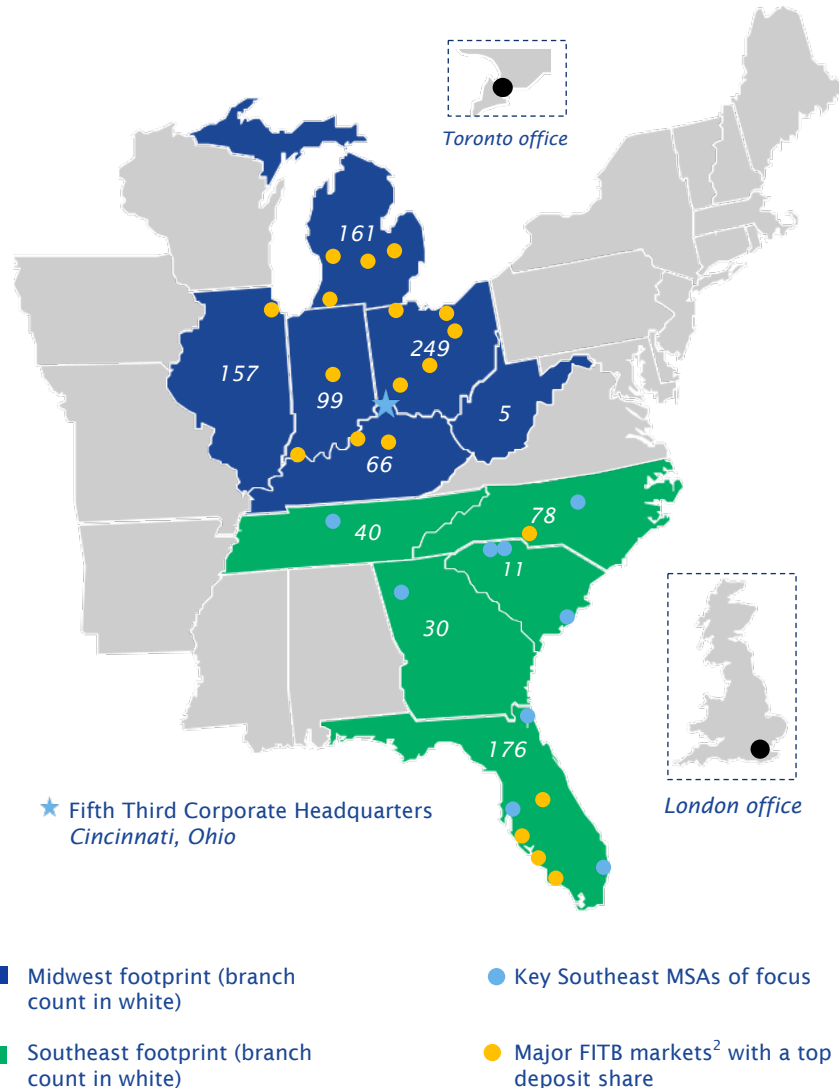 Toronto office
161
157
249
99
5
66
78
40
11
30
176
London office
Fifth Third Corporate Headquarters
Cincinnati, Ohio
Midwest footprint (branch
count in white)
Key Southeast MSAs of focus
Southeast footprint (branch
count in white)
Major FITB markets² with a top
deposit share